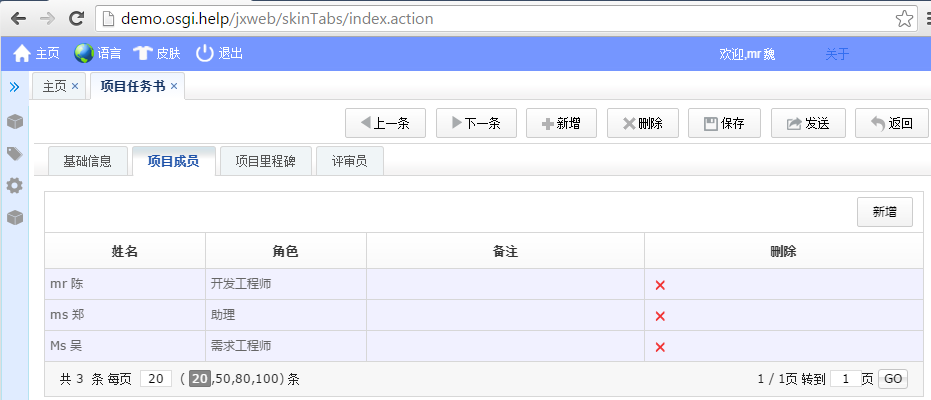 demo.osgi.help/jxweb/skinTabs/index.action
主页 语言 皮肤 退出 欢迎,mr 魏 关于
主页 × 项目任务书 ×
上一条 下一条 新增 删除 保存 发送 返回
基础信息 项目成员 项目里程碑 评审员
新增
姓名 角色 备注 删除
mr 陈 开发工程师
ms 郑 助理
Ms 吴 需求工程师
共 3 条 每页 20 ( 20,50,80,100) 条 1 / 1页 转到 1 页 GO